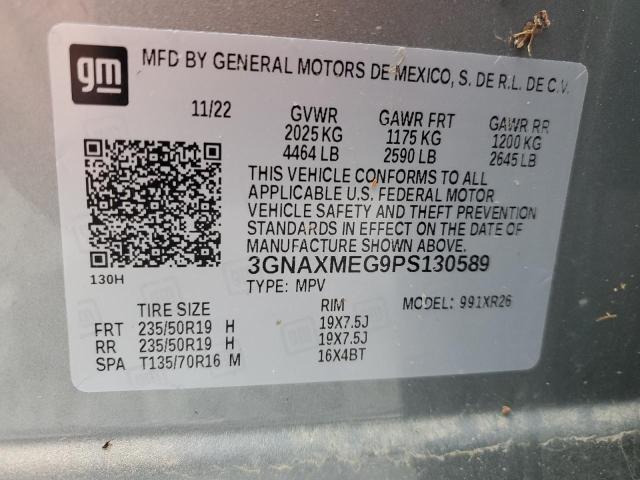 gm
MFD BY GENERAL MOTORS DE MEXICO, S. DE R.L. DE C.V.
11/22 GVWR GAWR FRT GAWR RR
2025 KG 1175 KG 1200 KG
4464 LB 2590 LB 2645 LB
THIS VEHICLE CONFORMS TO ALL
APPLICABLE U.S. FEDERAL MOTOR
VEHICLE SAFETY AND THEFT PREVENTION
STANDARDS IN EFFECT ON THE DATE OF
MANUFACTURE SHOWN ABOVE.
130H
3GNAXMEG9PS130589
TYPE: MPV MODEL: 991XR26
TIRE SIZE RIM
FRT 235/50R19 H 19X7.5J
RR 235/50R19 H 19X7.5J
SPA T135/70R16 M 16X4BT